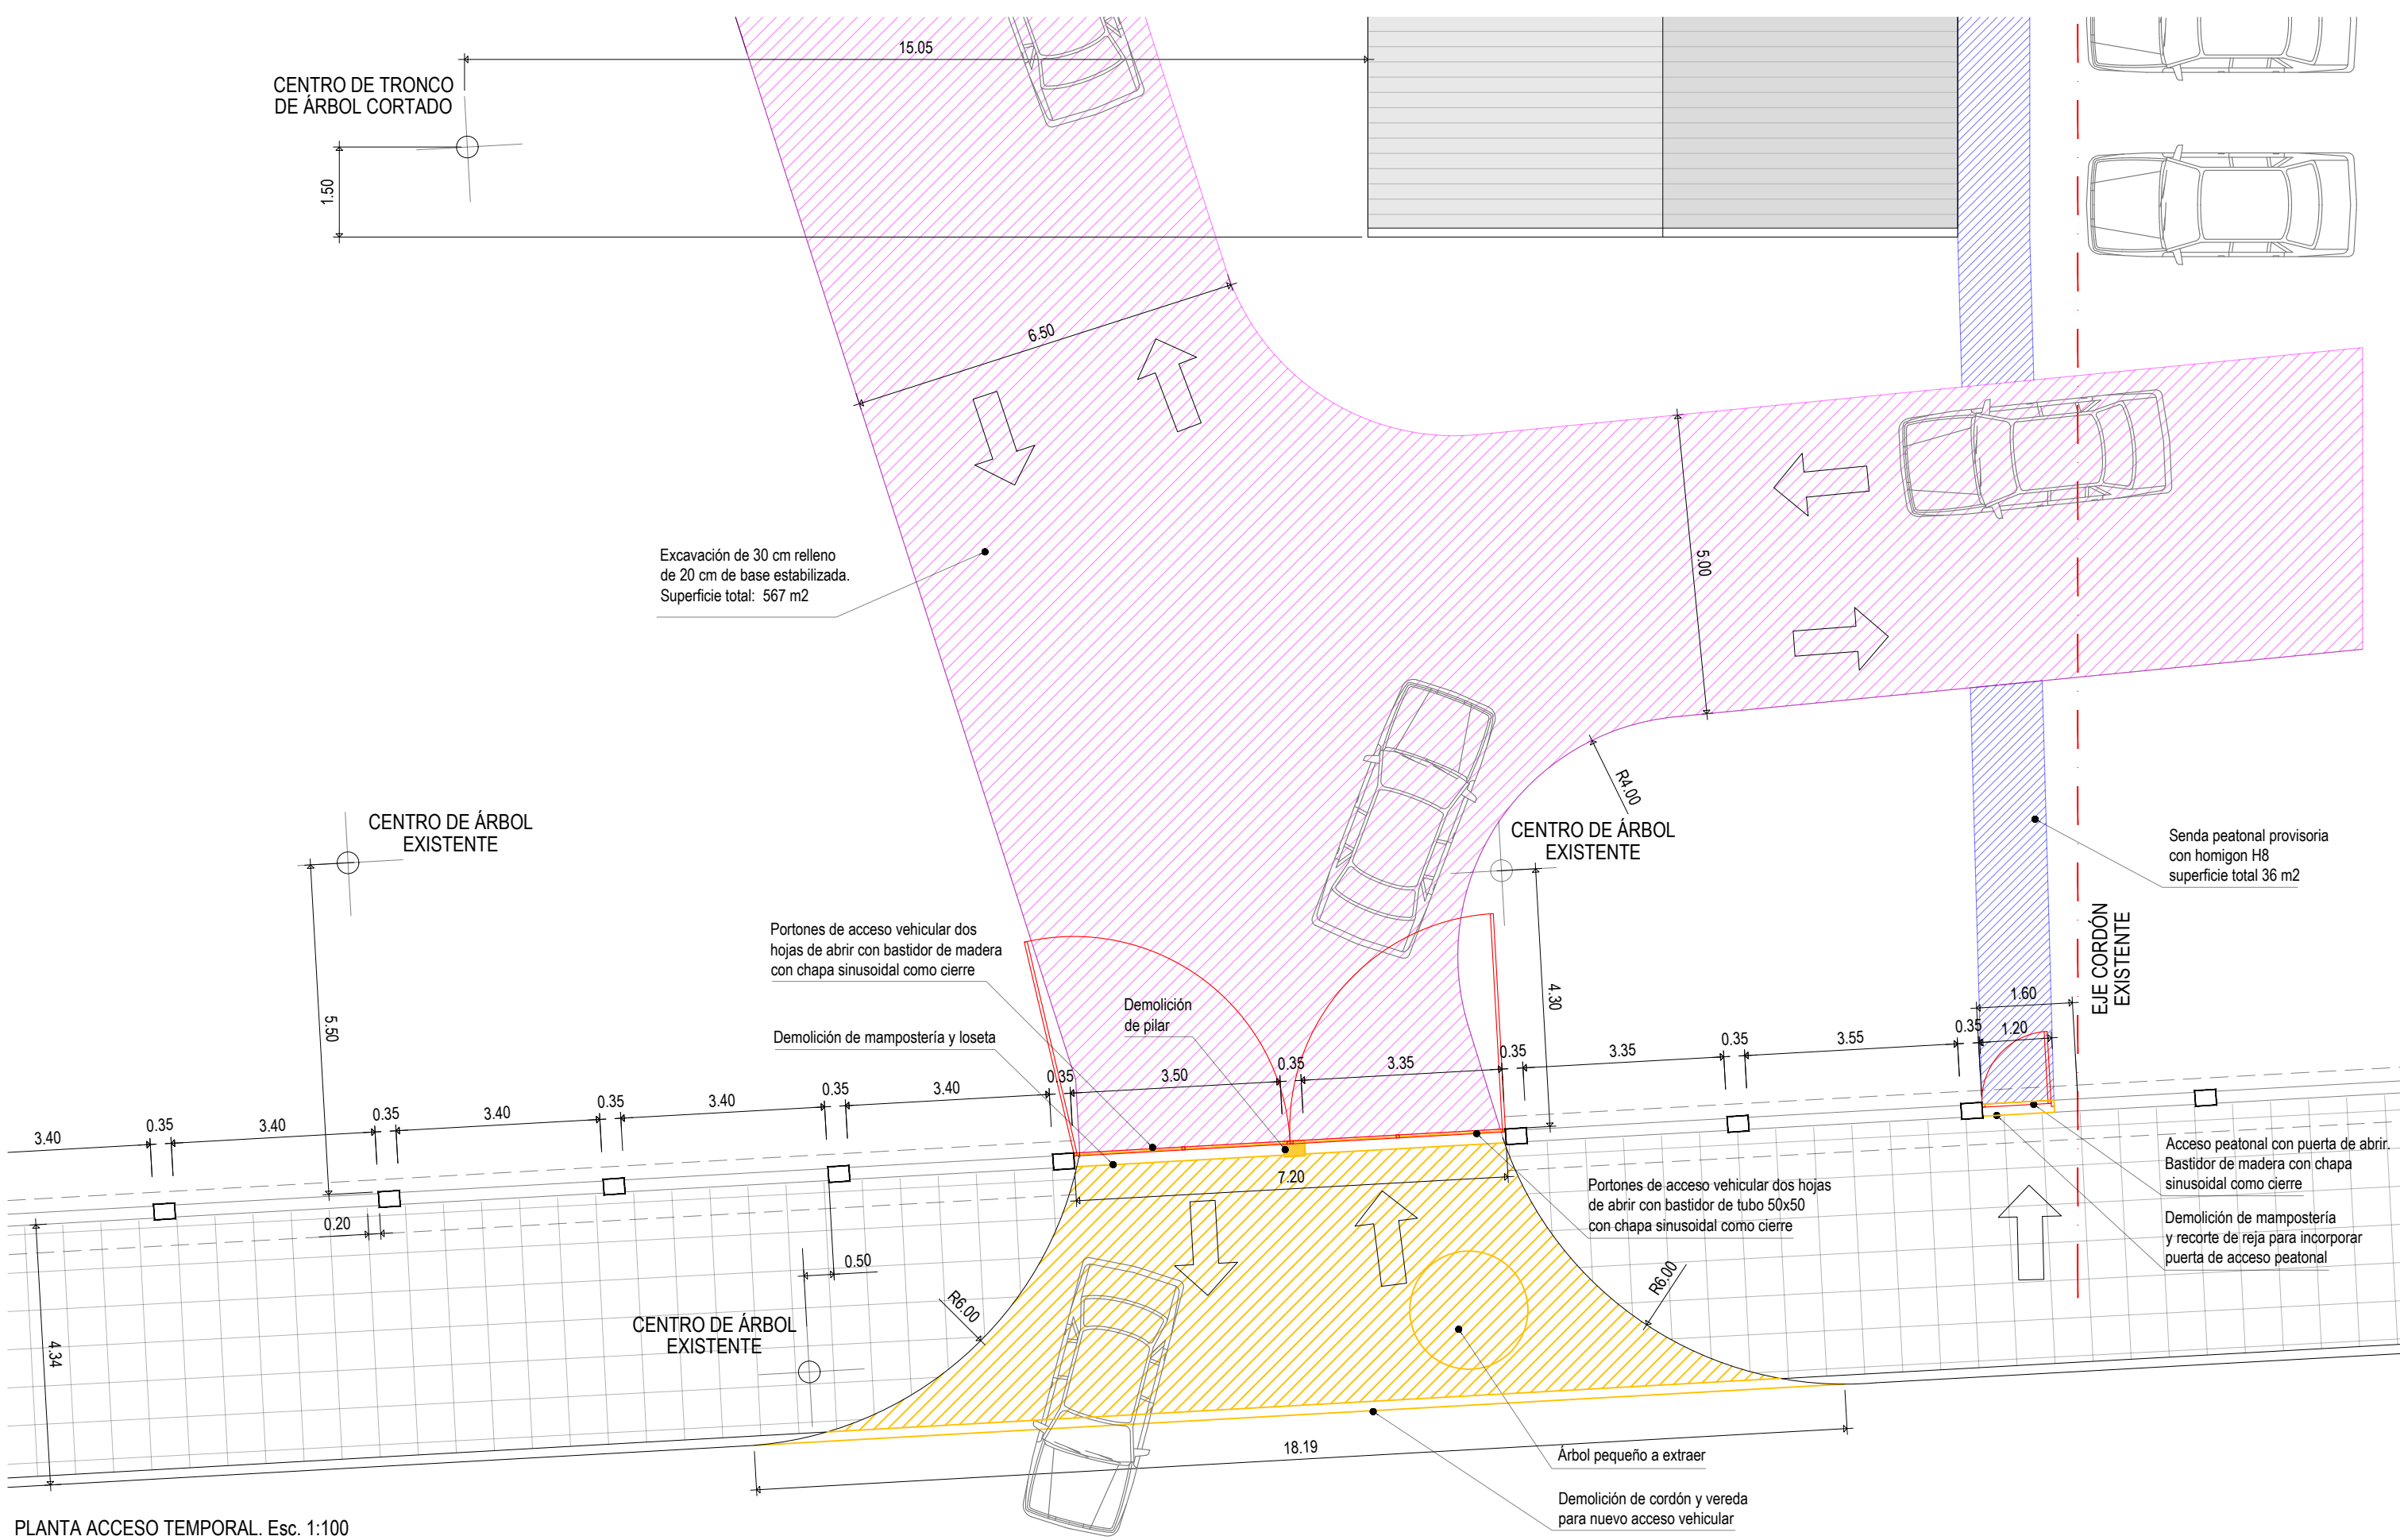 15.05
CENTRO DE TRONCO
DE ÁRBOL CORTADO
1.50
6.50
5.00
Excavación de 30 cm relleno
de 20 cm de base estabilizada.
Superficie total: 567 m2
R4.00
CENTRO DE ÁRBOL
EXISTENTE
CENTRO DE ÁRBOL
EXISTENTE
Senda peatonal provisoria
con homigon H8
superficie total 36 m2
EJE CORDÓN
EXISTENTE
Portones de acceso vehicular dos
hojas de abrir con bastidor de madera
con chapa sinusoidal como cierre
Demolición
de pilar
Demolición de mampostería y loseta
5.50
4.30
1.60
1.20
3.40
0.35
3.40
0.35
3.40
0.35
3.40
0.35
3.40
0.35
3.50
0.35
3.35
0.35
3.35
0.35
3.55
0.35
7.20
0.20
0.50
Portones de acceso vehicular dos hojas
de abrir con bastidor de tubo 50x50
con chapa sinusoidal como cierre
Acceso peatonal con puerta de abrir.
Bastidor de madera con chapa
sinusoidal como cierre
Demolición de mampostería
y recorte de reja para incorporar
puerta de acceso peatonal
R6.00
R6.00
CENTRO DE ÁRBOL
EXISTENTE
4.34
18.19
Árbol pequeño a extraer
Demolición de cordón y vereda
para nuevo acceso vehicular
PLANTA ACCESO TEMPORAL. Esc. 1:100